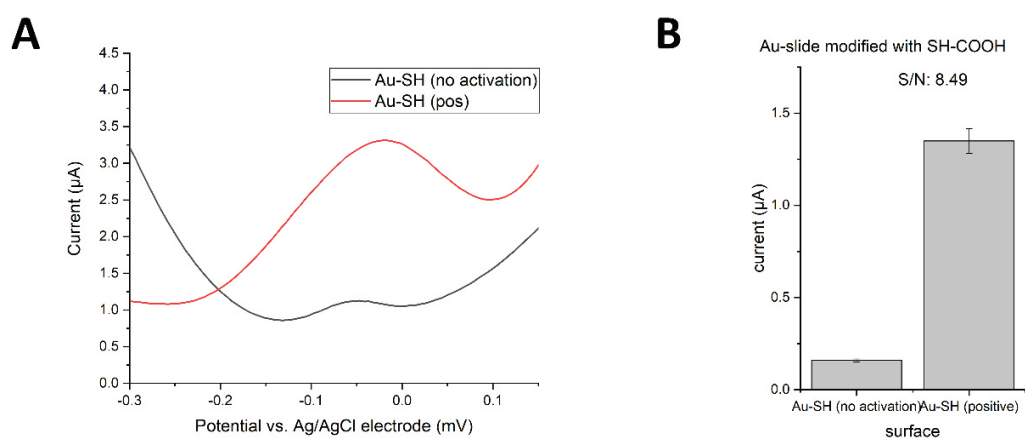 A
4.5
4.0
3.5
3.0
2.5
2.0
1.5
1.0
0.5
0.0
Current (µA)
Au-SH (no activation)
Au-SH (pos)
-0.3
-0.2
-0.1
0.0
0.1
Potential vs. Ag/AgCl electrode (mV)
B
Au-slide modified with SH-COOH
S/N: 8.49
1.5
1.0
0.5
0.0
current (µA)
Au-SH (no activation)
Au-SH (positive)
surface